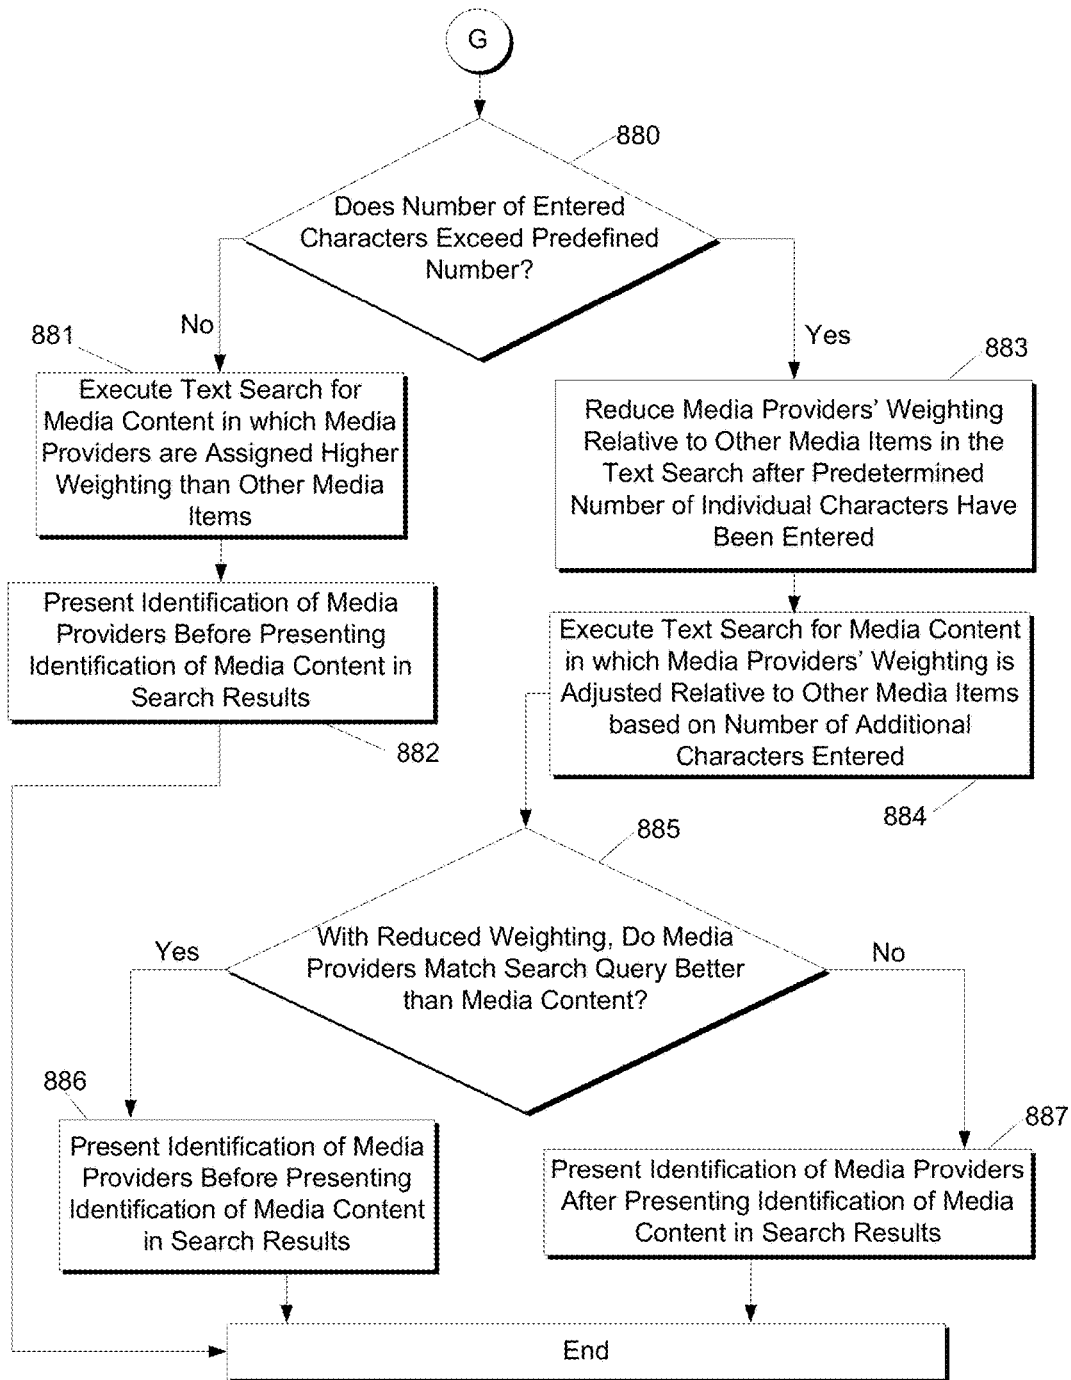 G
880
Does Number of Entered
Characters Exceed Predefined
Number?
No
Yes
881
Execute Text Search for
Media Content in which Media
Providers are Assigned Higher
Weighting than Other Media
Items
883
Reduce Media Providers' Weighting
Relative to Other Media Items in the
Text Search after Predetermined
Number of Individual Characters Have
Been Entered
Present Identification of Media
Providers Before Presenting
Identification of Media Content in
Search Results
882
Execute Text Search for Media Content
in which Media Providers' Weighting is
Adjusted Relative to Other Media Items
based on Number of Additional
Characters Entered
884
885
With Reduced Weighting, Do Media
Providers Match Search Query Better
than Media Content?
Yes
No
886
Present Identification of Media
Providers Before Presenting
Identification of Media Content
in Search Results
887
Present Identification of Media Providers
After Presenting Identification of Media
Content in Search Results
End